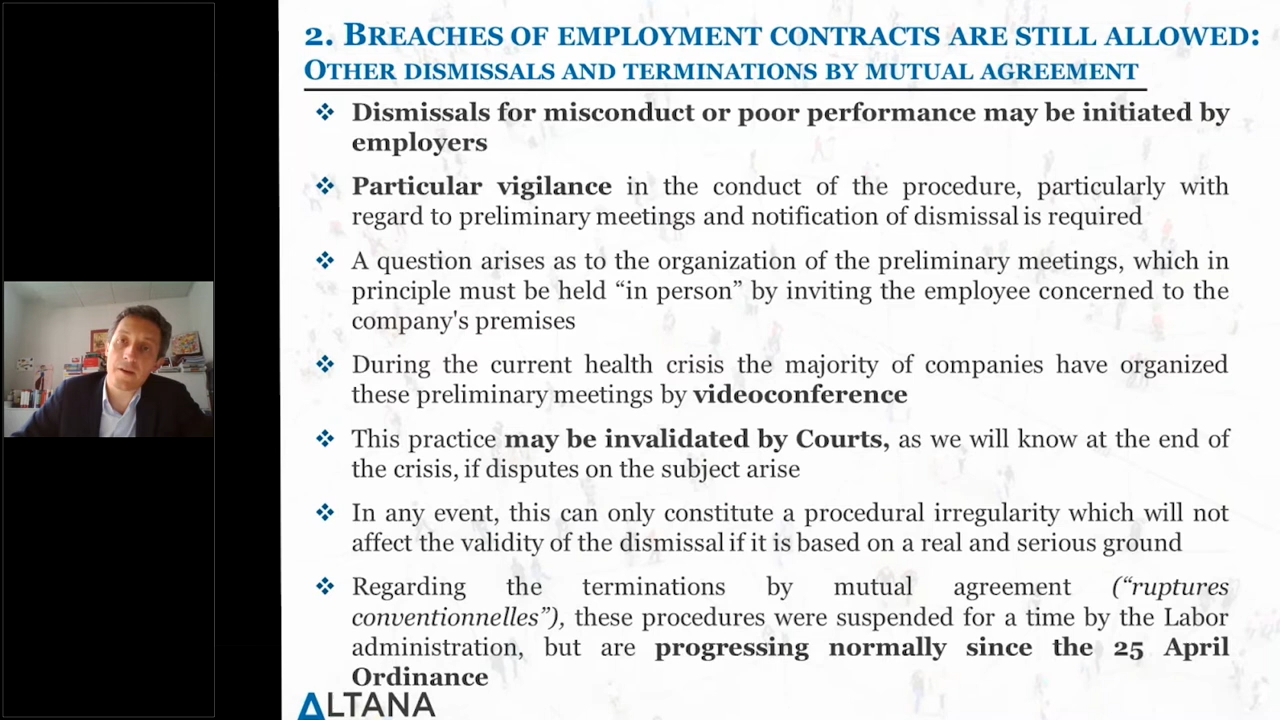 2. BREACHES OF EMPLOYMENT CONTRACTS ARE STILL ALLOWED:
OTHER DISMISSALS AND TERMINATIONS BY MUTUAL AGREEMENT
❖ Dismissals for misconduct or poor performance may be initiated by
employers
❖ Particular vigilance in the conduct of the procedure, particularly with
regard to preliminary meetings and notification of dismissal is required
❖ A question arises as to the organization of the preliminary meetings, which in
principle must be held “in person” by inviting the employee concerned to the
company's premises
❖ During the current health crisis the majority of companies have organized
these preliminary meetings by videoconference
❖ This practice may be invalidated by Courts, as we will know at the end of
the crisis, if disputes on the subject arise
❖ In any event, this can only constitute a procedural irregularity which will not
affect the validity of the dismissal if it is based on a real and serious ground
❖ Regarding the terminations by mutual agreement (“ruptures
conventionnelles”), these procedures were suspended for a time by the Labor
administration, but are progressing normally since the 25 April
Ordinance
ALTANA